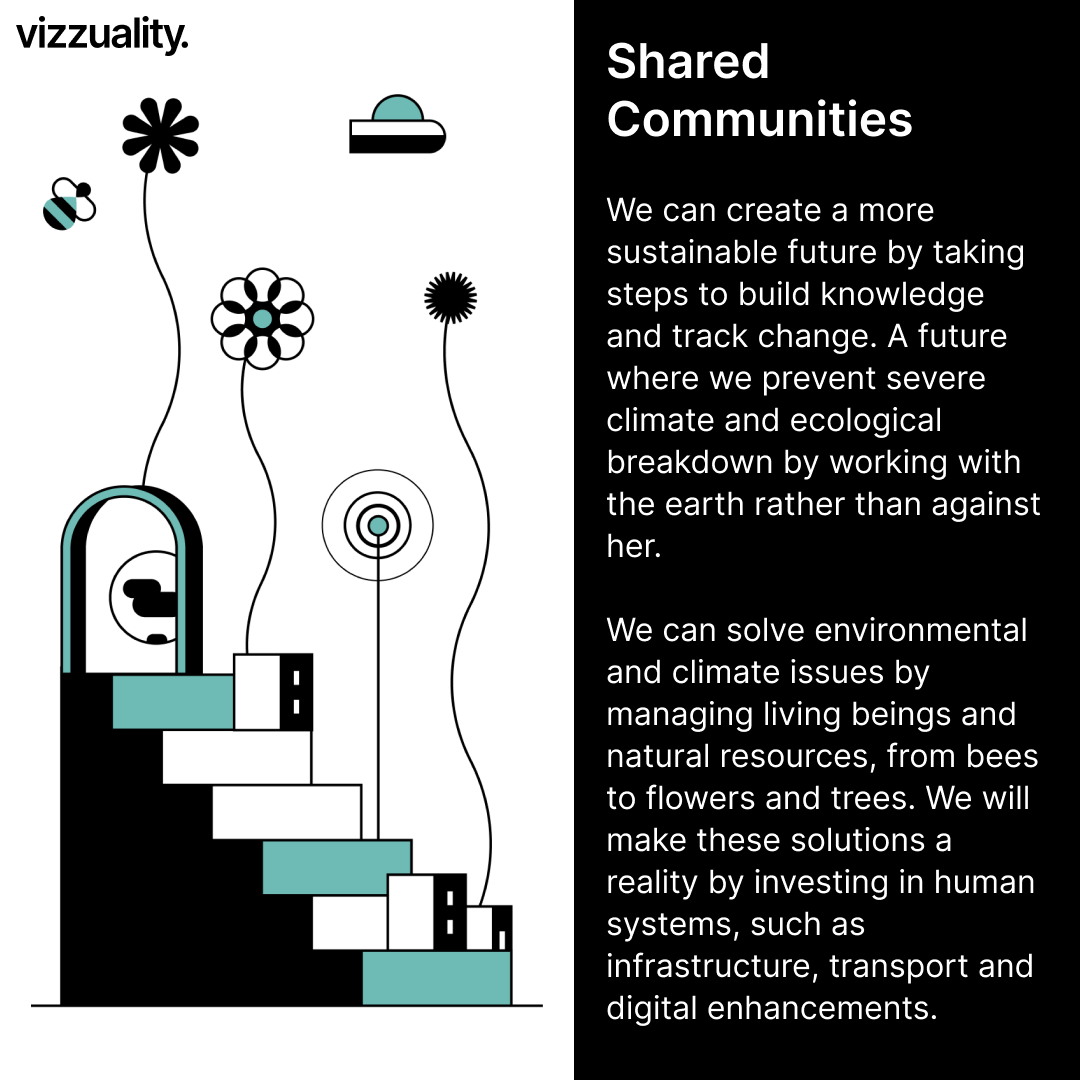 vizzuality.
Shared
Communities
We can create a more
sustainable future by taking
steps to build knowledge
and track change. A future
where we prevent severe
climate and ecological
breakdown by working with
the earth rather than against
her.
We can solve environmental
and climate issues by
managing living beings and
natural resources, from bees
to flowers and trees. We will
make these solutions a
reality by investing in human
systems, such as
infrastructure, transport and
digital enhancements.